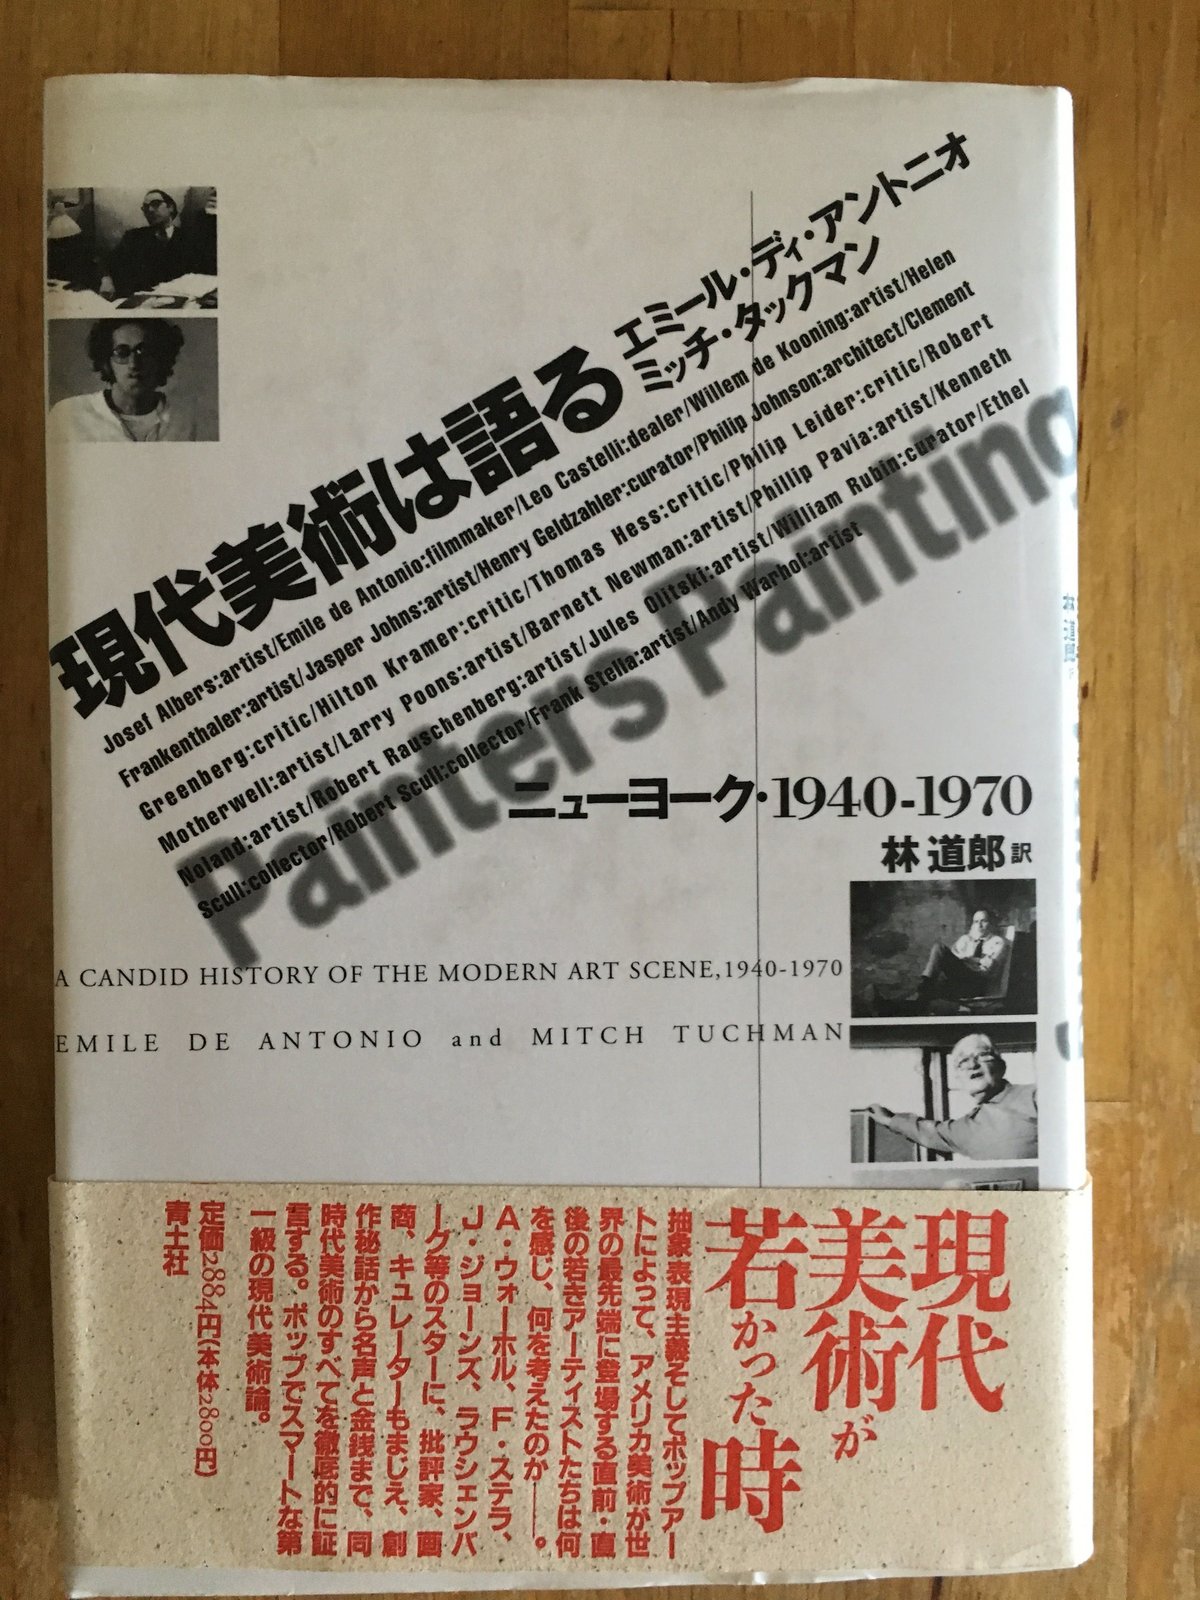 エミール・ディ・アントニオ
ミッチ・タックマン
現代美術は語る
Josef Albers:artist/Emile de Antonio:filmmaker/Leo Castelli:dealer/Willem de Kooning:artist/Helen
Frankenthaler:artist/Jasper Johns:artist/Henry Geldzahler:curator/Philip Johnson:architect/Clement
Greenberg:critic/Hilton Kramer:critic/Thomas Hess:critic/Philip Leider:critic/Robert
Motherwell:artist/Larry Poons:artist/Barnett Newman:artist/Phillip Pavia:artist/Kenneth
Noland:artist/Robert Rauschenberg:artist/Jules Olitski:artist/William Rubin:curator/Ethel
Scull:collector/Robert Scull:collector/Frank Stella:artist/Andy Warhol:artist
Painters Painting
ニューヨーク・1940-1970
林 道郎 訳
A CANDID HISTORY OF THE MODERN ART SCENE,1940-1970
EMILE DE ANTONIO and MITCH TUCHMAN
現代
美術が
若かった時
抽象表現主義そしてポップアー
トによって、アメリカ美術が世
界の最先端に登場する直前・直
後の若きアーティストたちは何
を感じ、何を考えたのか――。
A・ウォーホル、F・ステラ、
J・ジョーンズ、ラウシェンバ
ーグ等のスターに、批評家、画
商、キュレーターもまじえ、創
作秘話から名声と金銭まで、同
時代美術のすべてを徹底的に証
言する。ポップでスマートな第
一級の現代美術論。
定価2884円(本体2800円)
青土社